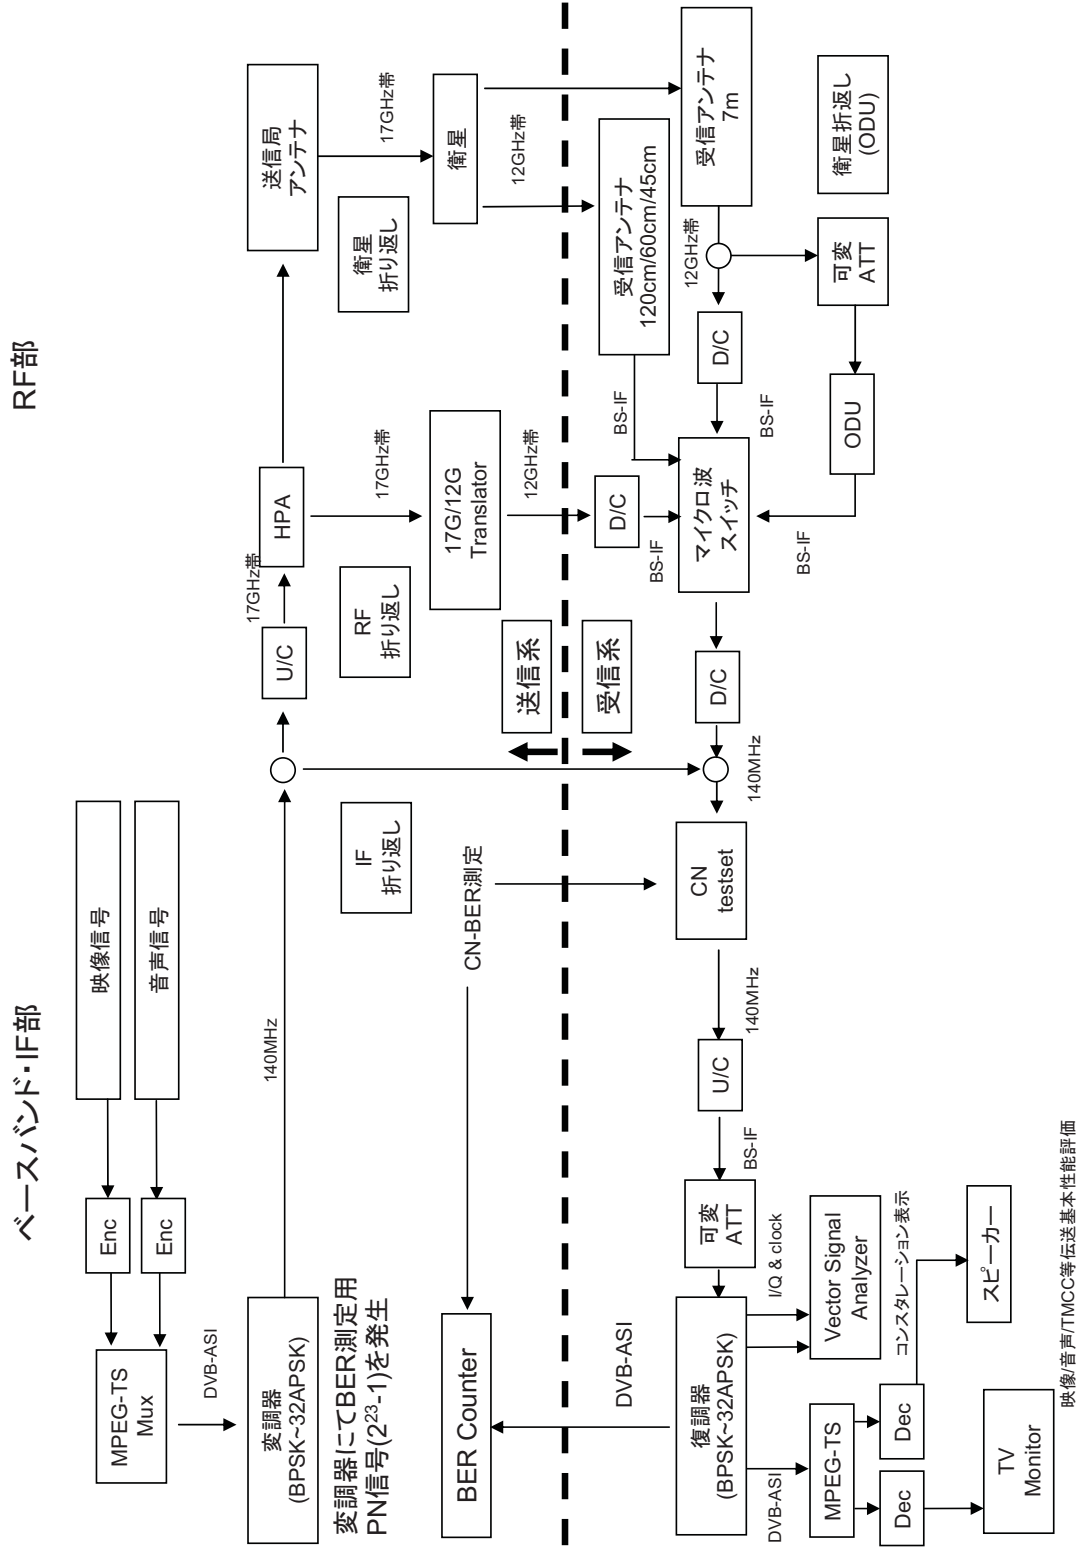 ベースバンド・IF部
RF部
映像信号
音声信号
Enc
Enc
MPEG-TS
Mux
DVB-ASI
変調器
(BPSK~32APSK)
変調器にてBER測定用
PN信号(2²³-1)を発生
140MHz
U/C
17GHz帯
HPA
送信局
アンテナ
IF
折り返し
RF
折り返し
衛星
折り返し
17GHz帯
17GHz帯
17G/12G
Translator
衛星
12GHz帯
12GHz帯
BER Counter
CN-BER測定
送信系
受信系
DVB-ASI
D/C
BS-IF
受信アンテナ
120cm/60cm/45cm
BS-IF
受信アンテナ
7m
12GHz帯
D/C
BS-IF
マイクロ波
スイッチ
D/C
140MHz
CN
testset
140MHz
U/C
BS-IF
可変
ATT
復調器
(BPSK~32APSK)
I/Q & clock
DVB-ASI
MPEG-TS
Vector Signal
Analyzer
コンスタレーション表示
可変
ATT
ODU
BS-IF
衛星折返し
(ODU)
Dec
Dec
TV
Monitor
スピーカー
映像/音声/TMCC等伝送基本性能評価